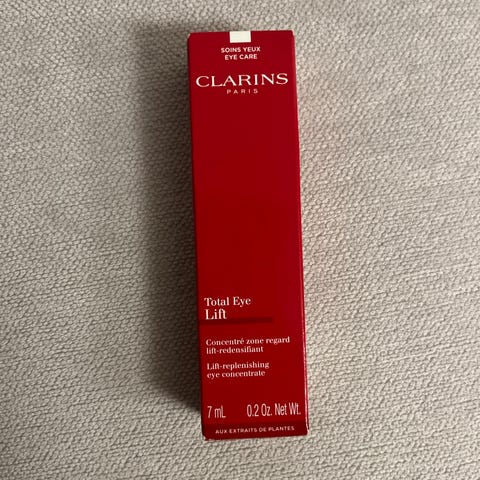 SOINS YEUX
EYE CARE
CLARINS
PARIS
Total Eye
Lift
Concentré zone regard
lift-redensifiant
Lift-replenishing
eye concentrate
7 mL 0.2 Oz. Net Wt.
AUX EXTRAITS DE PLANTES